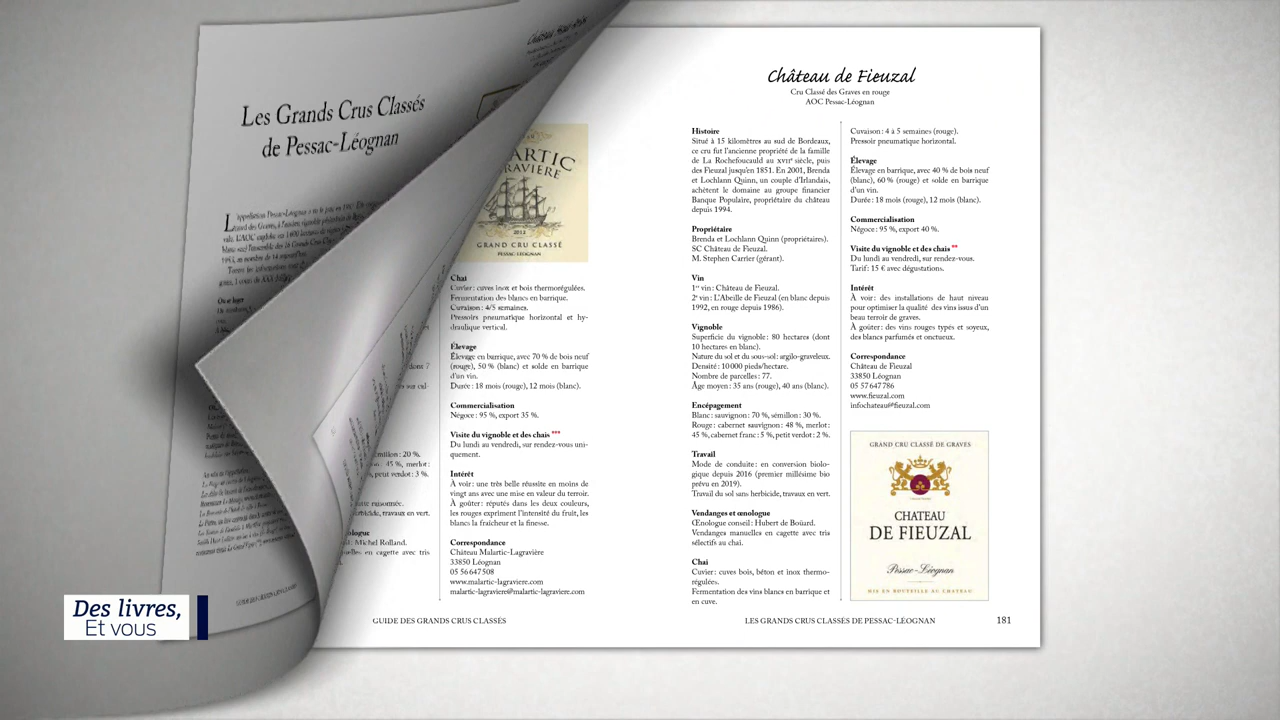 Les Grands Crus Classés
de Pessac-Léognan
GRAND CRU CLASSÉ
PESSAC-LÉOGNAN
2012
Chai
Cuvier : cuves inox et bois thermorégulées.
Fermentation des blancs en barrique.
Cuvaison : 4/5 semaines.
Pressoirs pneumatique horizontal et hy-
draulique vertical.
Élevage
Élevage en barrique, avec 70 % de bois neuf
(rouge), 50 % (blanc) et solde en barrique
d'un vin.
Durée : 18 mois (rouge), 12 mois (blanc).
Commercialisation
Négoce : 95 %, export 35 %.
Visite du vignoble et des chais ***
Du lundi au vendredi, sur rendez-vous uni-
quement.
Intérêt
À voir : une très belle réussite en moins de
vingt ans avec une mise en valeur du terroir.
À goûter : réputés dans les deux couleurs,
les rouges expriment l'intensité du fruit, les
blancs la fraîcheur et la finesse.
Correspondance
Château Malartic-Lagravière
33850 Léognan
05 56 64 75 08
www.malartic-lagraviere.com
malartic-lagraviere@malartic-lagraviere.com
GUIDE DES GRANDS CRUS CLASSÉS
Château de Fieuzal
Cru Classé des Graves en rouge
AOC Pessac-Léognan
Histoire
Situé à 15 kilomètres au sud de Bordeaux,
ce cru fut l'ancienne propriété de la famille
de La Rochefoucauld au XVIIe siècle, puis
des Fieuzal jusqu'en 1851. En 2001, Brenda
et Lochlann Quinn, un couple d'Irlandais,
achètent le domaine au groupe financier
Banque Populaire, propriétaire du château
depuis 1994.
Propriétaire
Brenda et Lochlann Quinn (propriétaires).
SC Château de Fieuzal.
M. Stephen Carrier (gérant).
Vin
1er vin : Château de Fieuzal.
2e vin : L'Abeille de Fieuzal (en blanc depuis
1992, en rouge depuis 1986).
Vignoble
Superficie du vignoble : 80 hectares (dont
10 hectares en blanc).
Nature du sol et du sous-sol : argilo-graveleux.
Densité : 10 000 pieds/hectare.
Nombre de parcelles : 77.
Âge moyen : 35 ans (rouge), 40 ans (blanc).
Encépagement
Blanc : sauvignon : 70 %, sémillon : 30 %.
Rouge : cabernet sauvignon : 48 %, merlot :
45 %, cabernet franc : 5 %, petit verdot : 2 %.
Travail
Mode de conduite : en conversion biolo-
gique depuis 2016 (premier millésime bio
prévu en 2019).
Travail du sol sans herbicide, travaux en vert.
Vendanges et œnologue
Œnologue conseil : Hubert de Boüard.
Vendanges manuelles en cagette avec tris
sélectifs au chai.
Chai
Cuvier : cuves bois, béton et inox thermo-
régulées.
Fermentation des vins blancs en barrique et
en cuve.
Cuvaison : 4 à 5 semaines (rouge).
Pressoir pneumatique horizontal.
Élevage
Élevage en barrique, avec 40 % de bois neuf
(blanc), 60 % (rouge) et solde en barrique
d'un vin.
Durée : 18 mois (rouge), 12 mois (blanc).
Commercialisation
Négoce : 95 %, export 40 %.
Visite du vignoble et des chais **
Du lundi au vendredi, sur rendez-vous.
Tarif : 15 € avec dégustations.
Intérêt
À voir : des installations de haut niveau
pour optimiser la qualité des vins issus d'un
beau terroir de graves.
À goûter : des vins rouges typés et soyeux,
des blancs parfumés et onctueux.
Correspondance
Château de Fieuzal
33850 Léognan
05 57 64 77 86
www.fieuzal.com
infochateau@fieuzal.com
GRAND CRU CLASSÉ DE GRAVES
CHATEAU
DE FIEUZAL
Pessac-Léognan
MIS EN BOUTEILLE AU CHATEAU
LES GRANDS CRUS CLASSÉS DE PESSAC-LÉOGNAN
181
Des livres,
Et vous